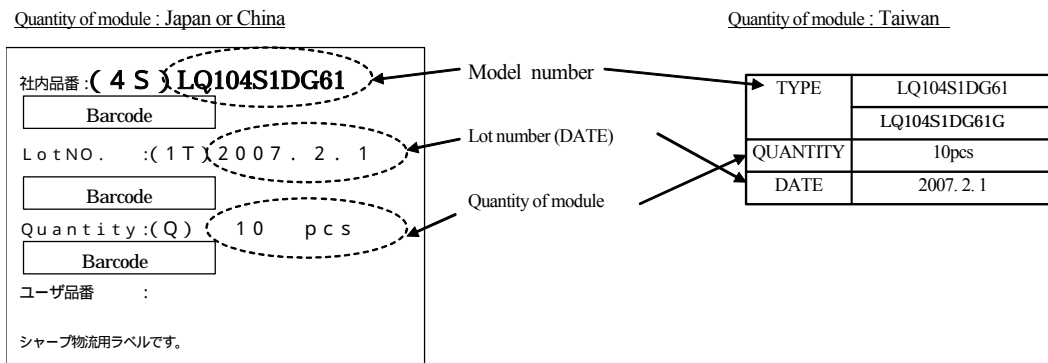 Quantity of module : Japan or China
Quantity of module : Taiwan
社内品番:(４Ｓ)LQ104S1DG61
Barcode
LotNO. :(1T)2007.2.1
Barcode
Quantity:(Q) 10 pcs
Barcode
ユーザ品番 :
シャープ物流用ラベルです。
Model number
Lot number (DATE)
Quantity of module
TYPE LQ104S1DG61
LQ104S1DG61G
QUANTITY 10pcs
DATE 2007. 2. 1